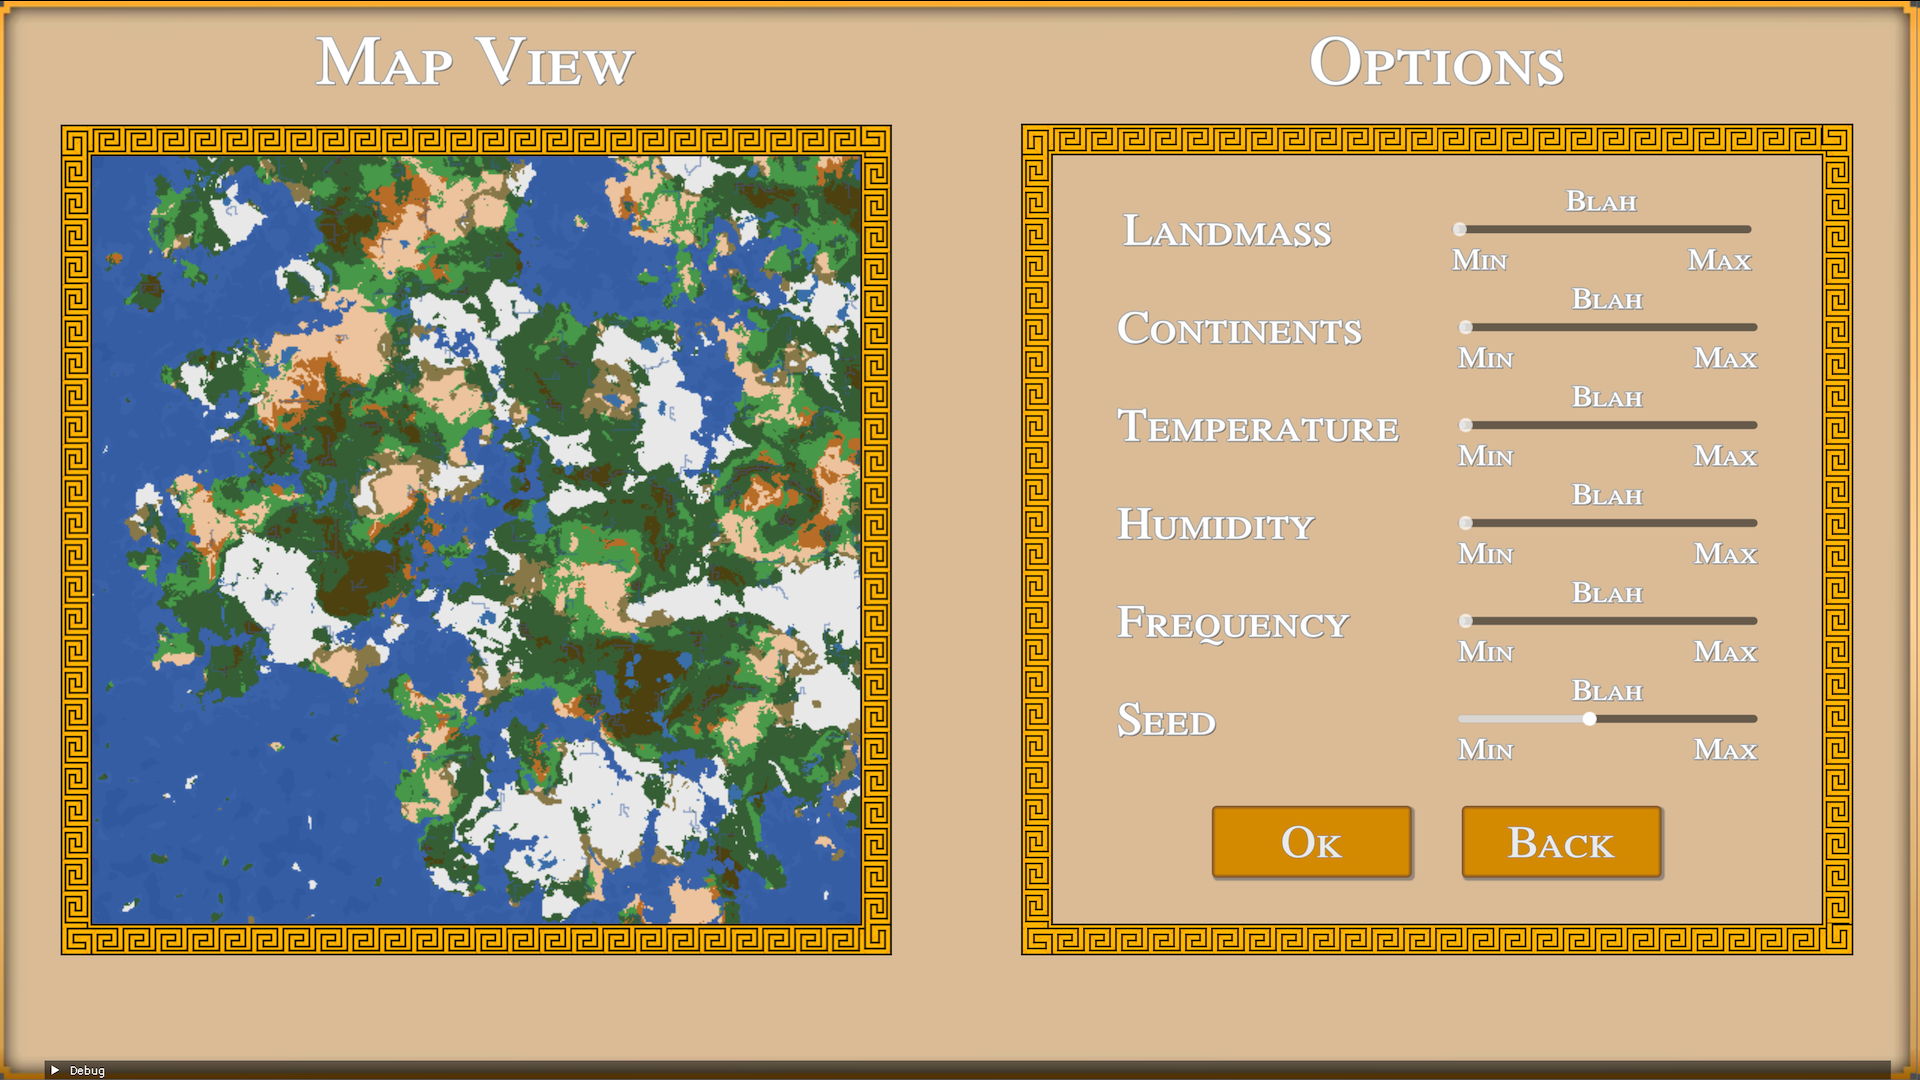 Map View
Options
Landmass
Blah
Min Max
Continents
Blah
Min Max
Temperature
Blah
Min Max
Humidity
Blah
Min Max
Frequency
Blah
Min Max
Seed
Blah
Min Max
Ok
Back
Debug